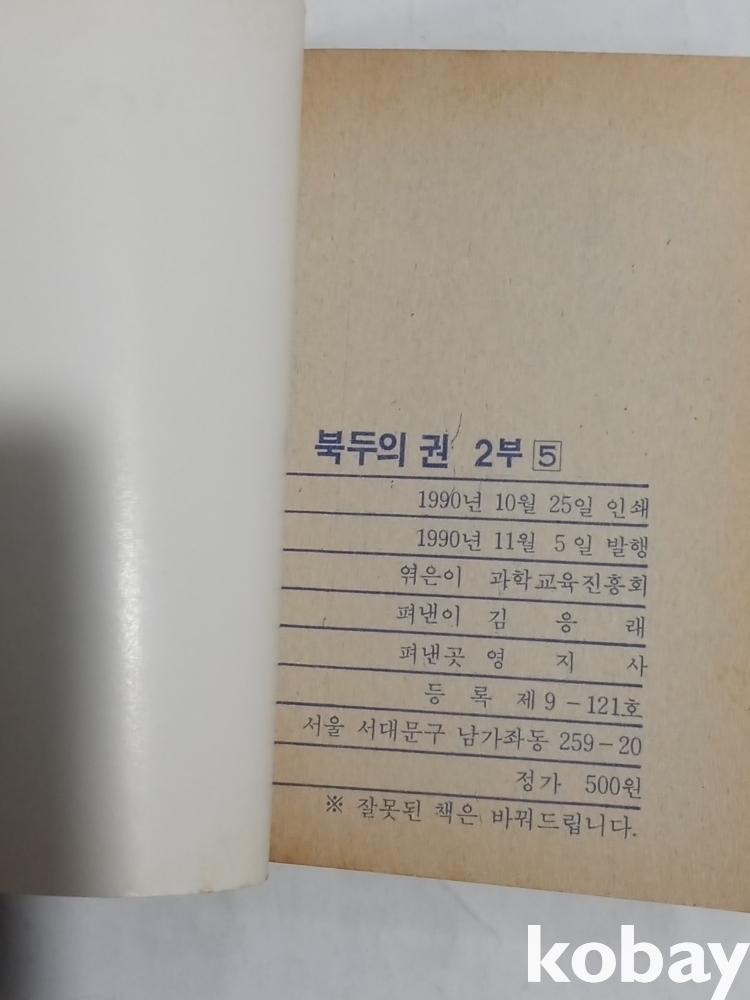 북두의 권 2부 5
1990년 10월 25일 인쇄
1990년 11월 5일 발행
엮은이 과학교육진흥회
펴낸이 김 응 래
펴낸곳 영 지 사
등 록 제9-121호
서울 서대문구 남가좌동 259-20
정가 500원
※ 잘못된 책은 바꿔드립니다.
kobay